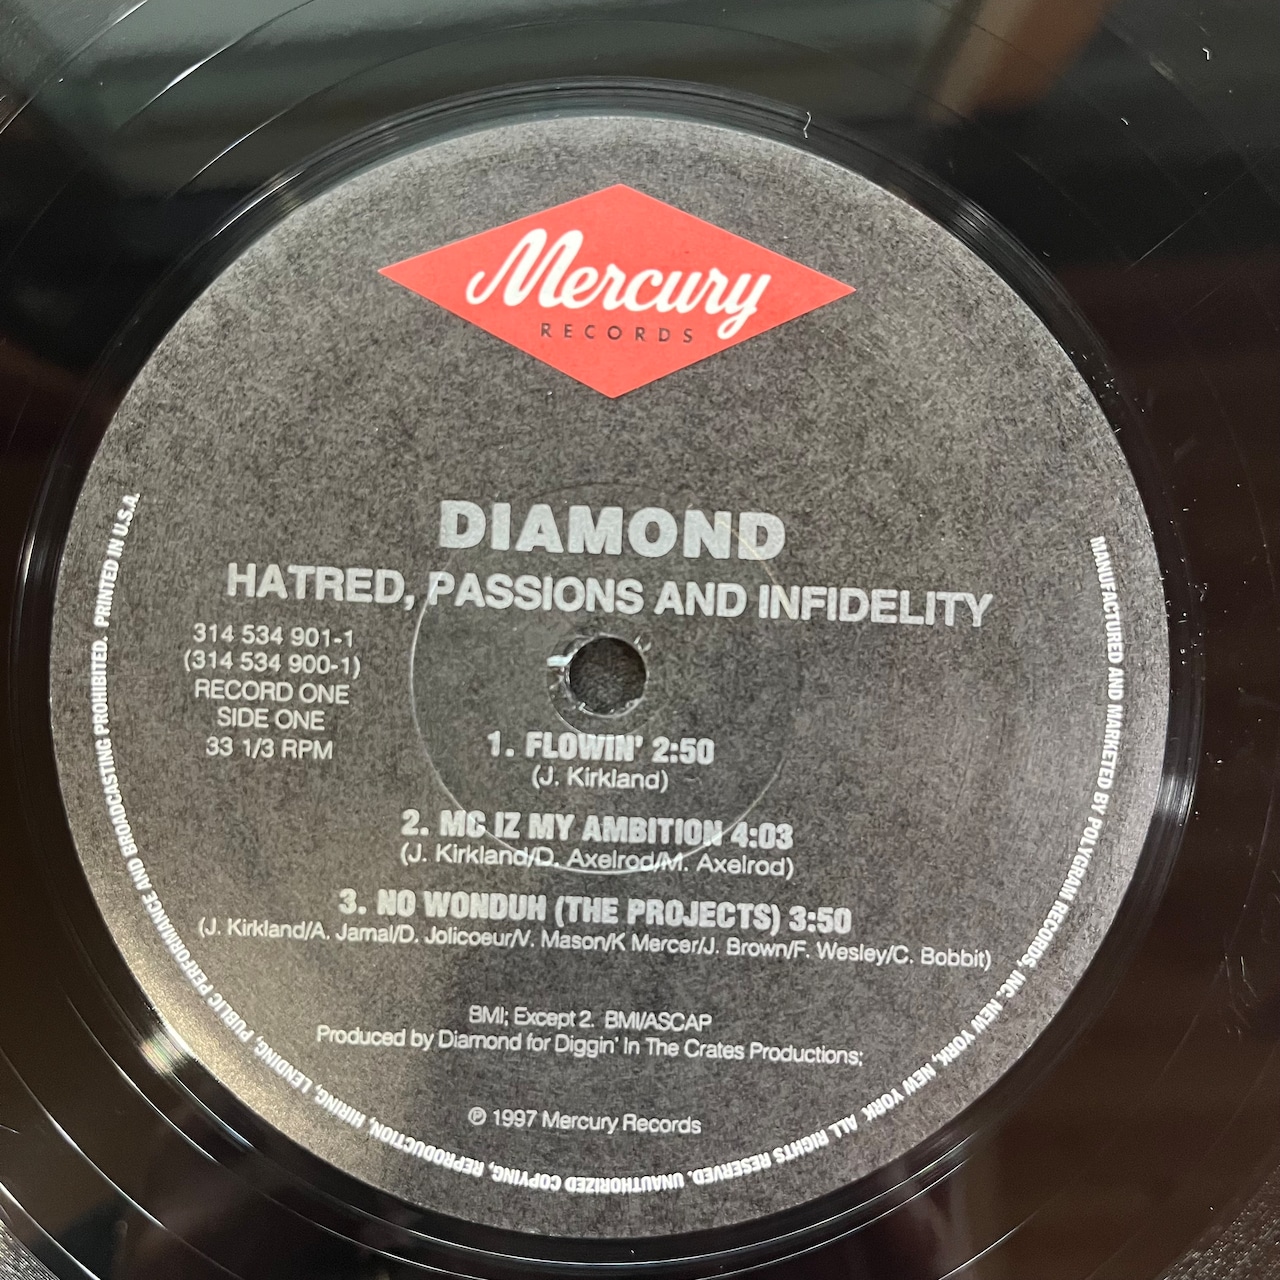 Mercury
RECORDS
DIAMOND
HATRED, PASSIONS AND INFIDELITY
314 534 901-1
(314 534 900-1)
RECORD ONE
SIDE ONE
33 1/3 RPM
1. FLOWIN' 2:50
(J. Kirkland)
2. MC IZ MY AMBITION 4:03
(J. Kirkland/D. Axelrod/M. Axelrod)
3. NO WONDUH (THE PROJECTS) 3:50
(J. Kirkland/A. Jamal/D. Jolicoeur/V. Mason/K Mercer/J. Brown/F. Wesley/C. Bobbit)
BMI; Except 2. BMI/ASCAP
Produced by Diamond for Diggin' In The Crates Productions;
℗ 1997 Mercury Records
MANUFACTURED AND MARKETED BY POLYGRAM RECORDS, INC. NEW YORK, NEW YORK ALL RIGHTS RESERVED. UNAUTHORIZED COPYING, REPRODUCTION, HIRING, LENDING, PUBLIC PERFORMANCE AND BROADCASTING PROHIBITED. PRINTED IN U.S.A.